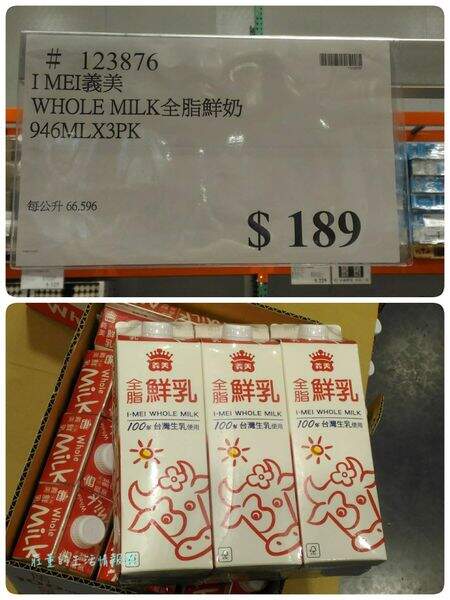 # 123876
I MEI義美
WHOLE MILK全脂鮮奶
946MLX3PK
每公升 66.596
$ 189
義美
全脂鮮乳
I-MEI WHOLE MILK
100% 台灣生乳使用
義美
全脂鮮乳
I-MEI WHOLE MILK
100% 台灣生乳使用
義美
全脂鮮乳
I-MEI WHOLE MILK
100% 台灣生乳使用
Whole
Milk
Whole
Milk
Whole
Milk